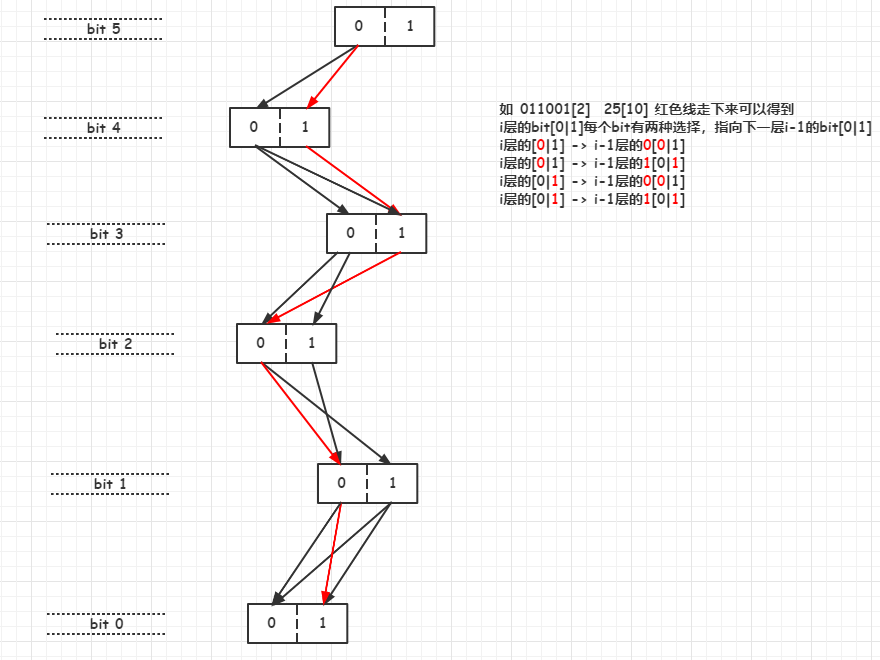 bit 5
0 1
如 011001[2] 25[10] 红色线走下来可以得到
i层的bit[0|1]每个bit有两种选择，指向下一层i-1的bit[0|1]
i层的[0|1] -> i-1层的0[0|1]
i层的[0|1] -> i-1层的1[0|1]
i层的[0|1] -> i-1层的0[0|1]
i层的[0|1] -> i-1层的1[0|1]
bit 4
0 1
bit 3
0 1
bit 2
0 1
bit 1
0 1
bit 0
0 1